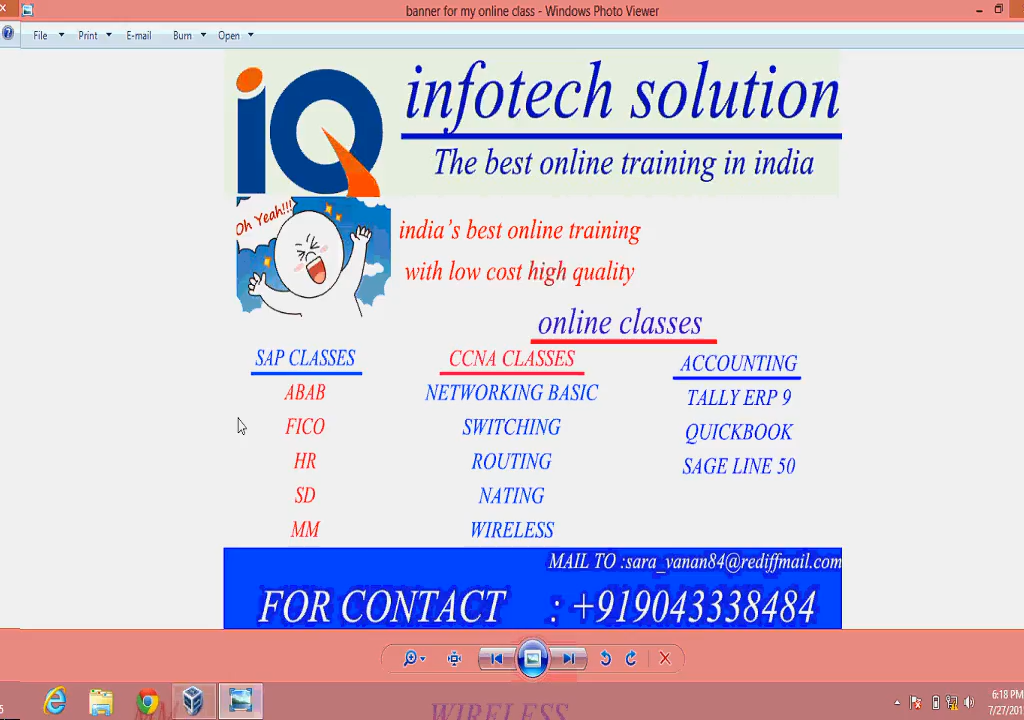 banner for my online class - Windows Photo Viewer
File Print E-mail Burn Open
iQ
infotech solution
The best online training in india
Oh Yeah!!!
india's best online training
with low cost high quality
online classes
SAP CLASSES
ABAB
FICO
HR
SD
MM
CCNA CLASSES
NETWORKING BASIC
SWITCHING
ROUTING
NATING
WIRELESS
ACCOUNTING
TALLY ERP 9
QUICKBOOK
SAGE LINE 50
MAIL TO :sara_vanan84@rediffmail.com
FOR CONTACT : +919043338484
6:18 PM
7/27/201
WIRELESS